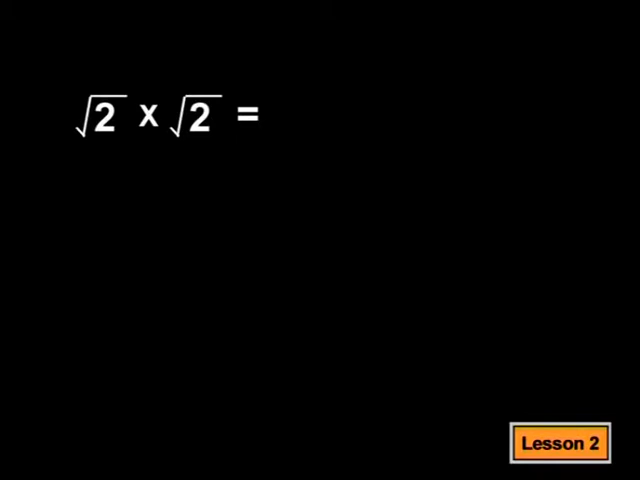 √2 x √2 =
Lesson 2